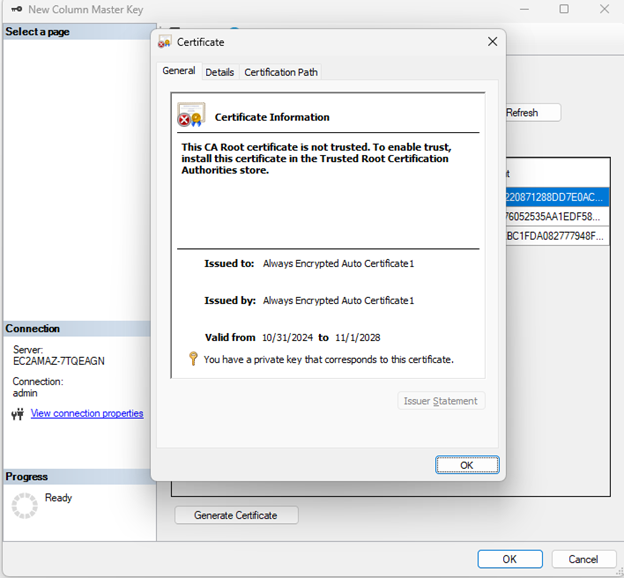 New Column Master Key
Select a page
Certificate
General Details Certification Path
Certificate Information
This CA Root certificate is not trusted. To enable trust,
install this certificate in the Trusted Root Certification
Authorities store.
Issued to: Always Encrypted Auto Certificate1
Issued by: Always Encrypted Auto Certificate1
Valid from 10/31/2024 to 11/1/2028
You have a private key that corresponds to this certificate.
Issuer Statement
OK
Refresh
220871288DD7E0AC...
76052535AA1EDF58...
BC1FDA082777948F...
Connection
Server:
EC2AMAZ-7TQEAGN
Connection:
admin
View connection properties
Progress
Ready
Generate Certificate
OK Cancel